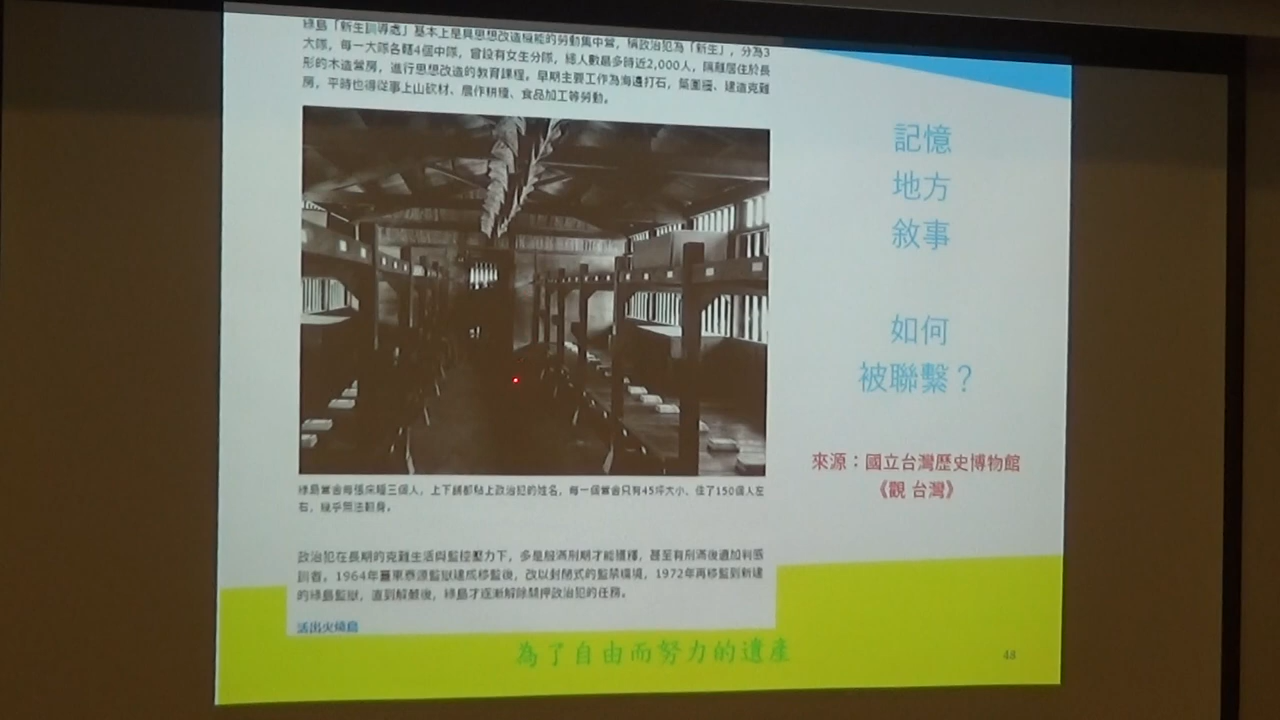 綠島「新生訓導處」基本上是具思想改造機能的勞動集中營，稱政治犯為「新生」，分為3
大隊，每一大隊各轄4個中隊，曾設有女生分隊，總人數最多時近2,000人，隔離居住於長
形的木造營房，進行思想改造的教育課程。早期主要工作為海邊打石，築圍牆、建造克難
房，平時也得從事上山砍材、農作耕種、食品加工等勞動。
綠島當舍每張床睡三個人，上下舖都貼上政治犯的姓名，每一個當舍只有45坪大小、住了150個人左
右，幾乎無法翻身。
政治犯在長期的克難生活與監控壓力下，多是服滿刑期才能獲釋，甚至有刑滿後遭加判感
訓者。1964年臺東泰源監獄建成移監後，改以封閉式的監禁環境，1972年再移監到新建
的綠島監獄，直到解嚴後，綠島才逐漸解除關押政治犯的任務。
活出火燒島
記憶
地方
敘事
如何
被聯繫？
來源：國立台灣歷史博物館
《觀 台灣》
為了自由而努力的遺產
48